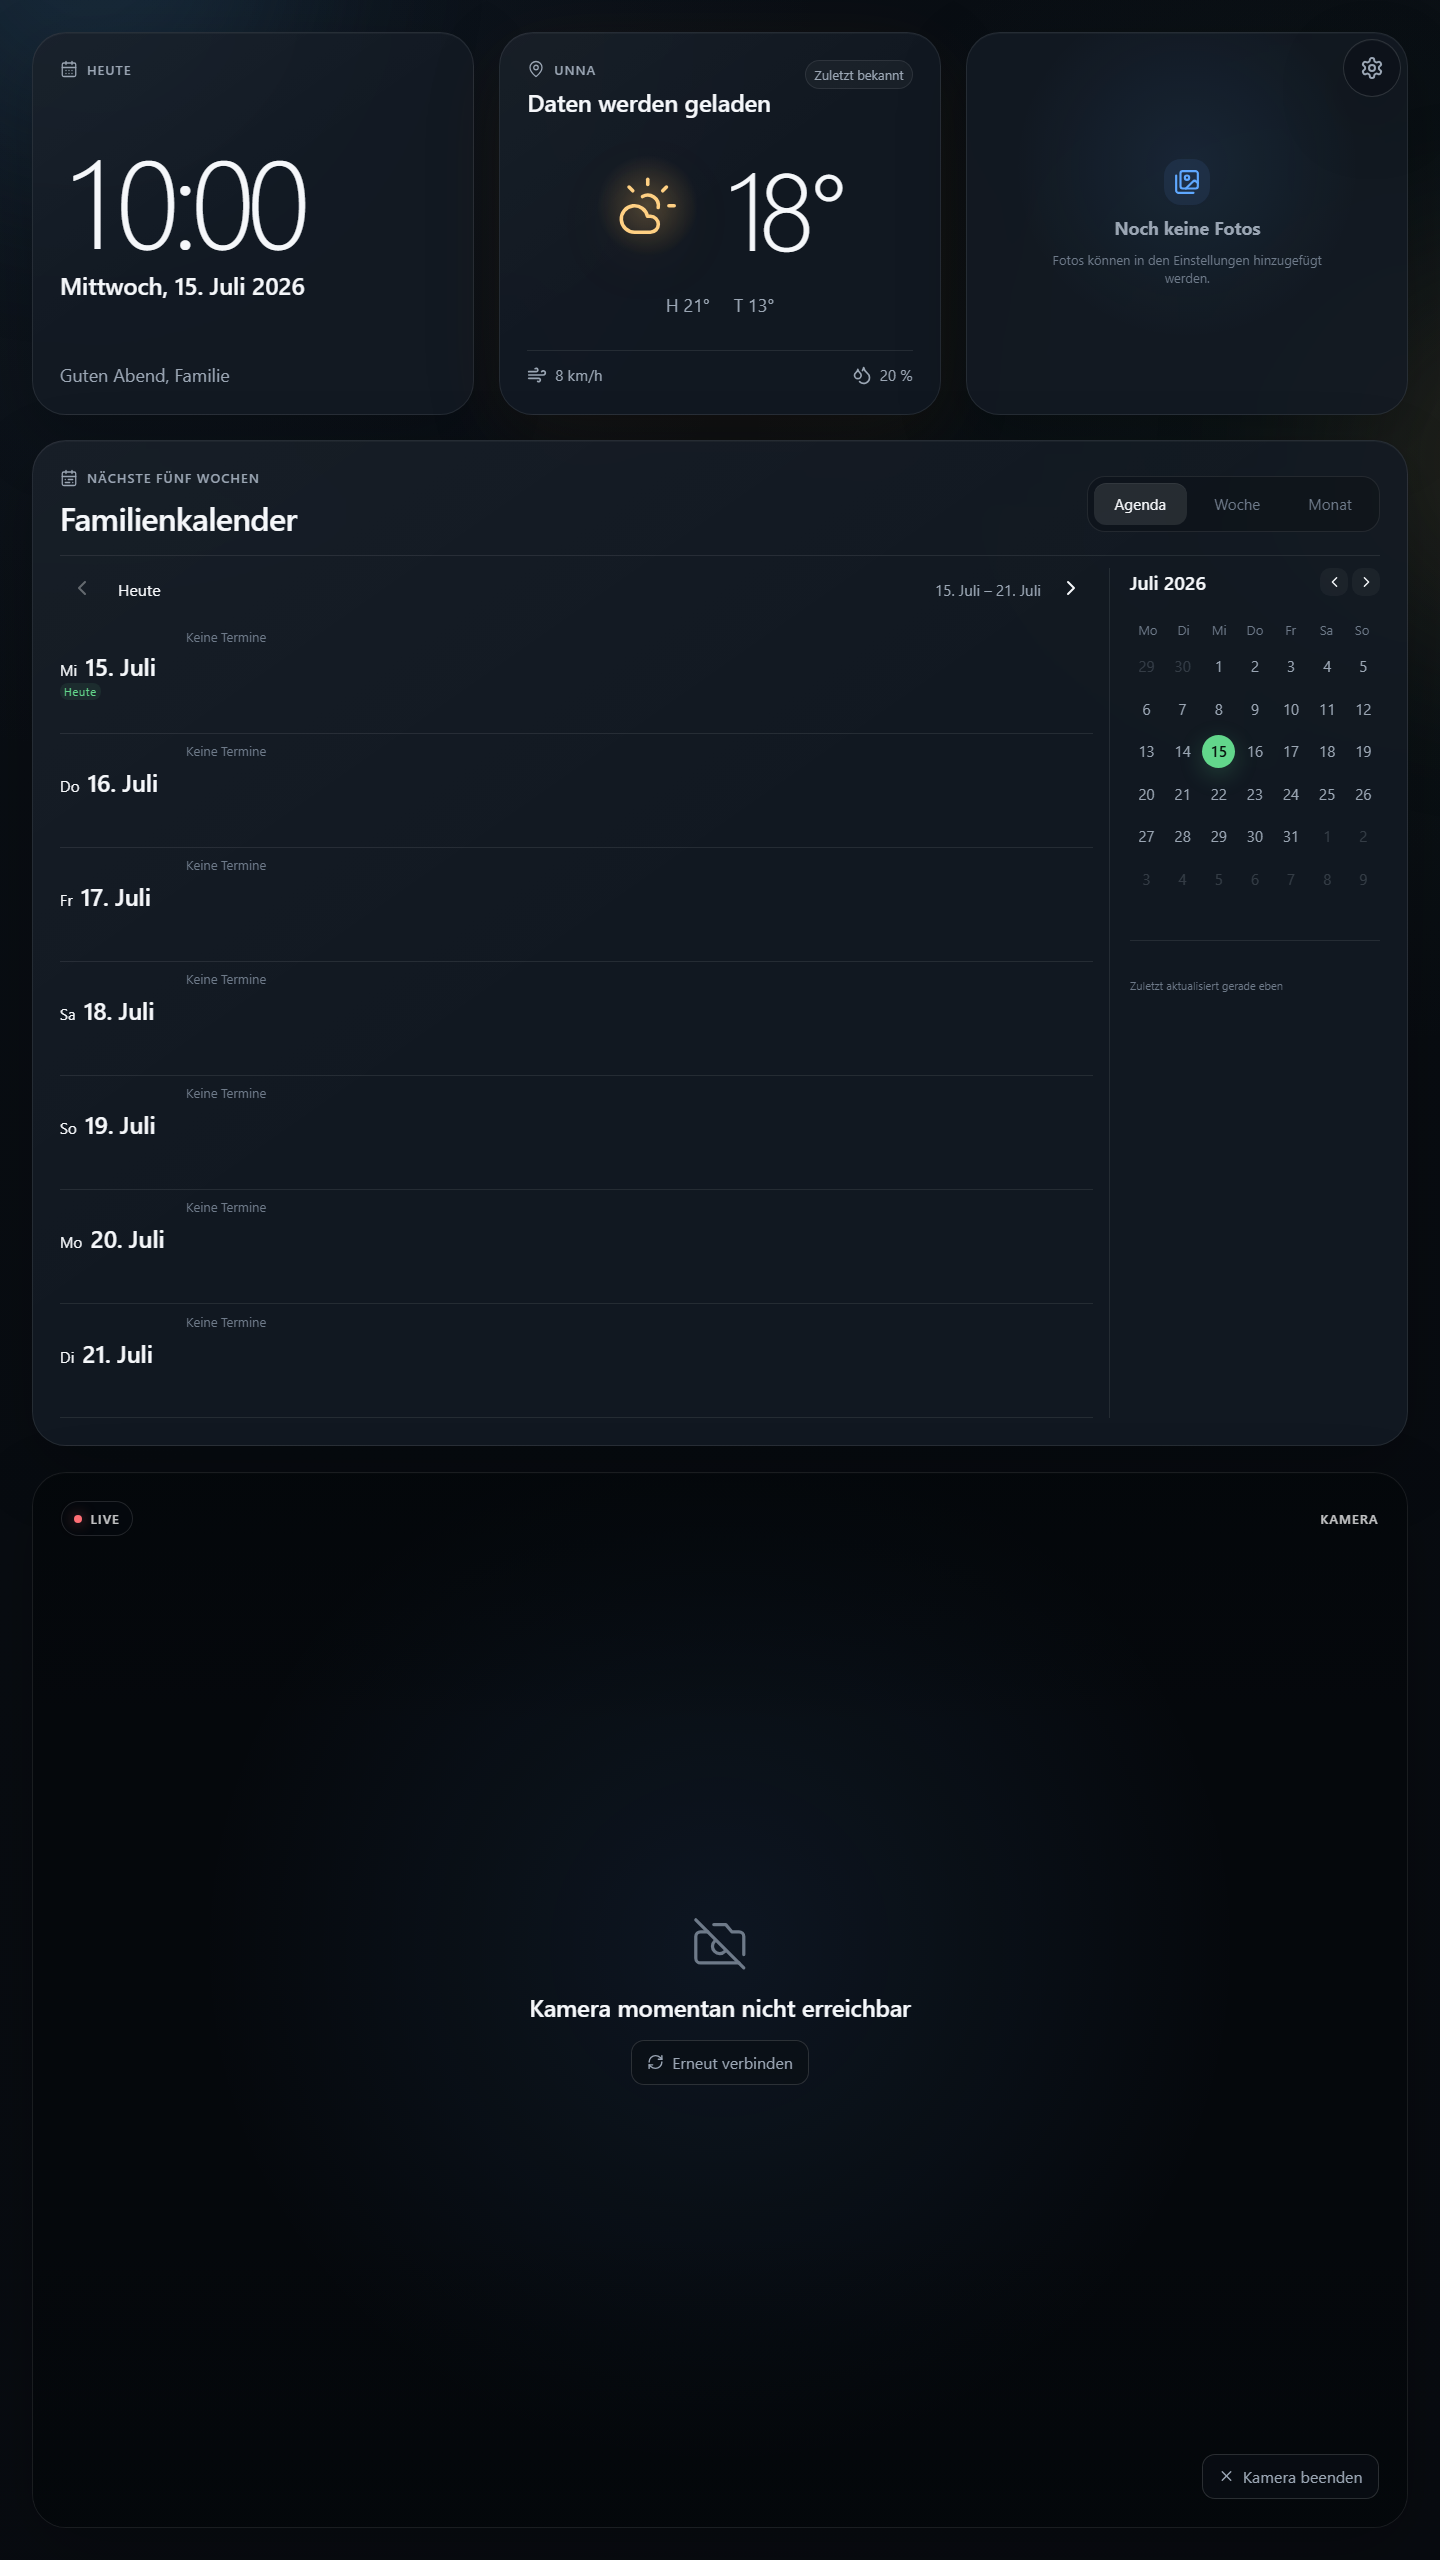 HEUTE
10:00
Mittwoch, 15. Juli 2026
Guten Abend, Familie
UNNA
Zuletzt bekannt
Daten werden geladen
18°
H 21° T 13°
8 km/h
20 %
Noch keine Fotos
Fotos können in den Einstellungen hinzugefügt
werden.
NÄCHSTE FÜNF WOCHEN
Familienkalender
Agenda Woche Monat
Heute
15. Juli – 21. Juli
Keine Termine
Mi 15. Juli
Heute
Keine Termine
Do 16. Juli
Keine Termine
Fr 17. Juli
Keine Termine
Sa 18. Juli
Keine Termine
So 19. Juli
Keine Termine
Mo 20. Juli
Keine Termine
Di 21. Juli
Juli 2026
Mo Di Mi Do Fr Sa So
29 30 1 2 3 4 5
6 7 8 9 10 11 12
13 14 15 16 17 18 19
20 21 22 23 24 25 26
27 28 29 30 31 1 2
3 4 5 6 7 8 9
Zuletzt aktualisiert gerade eben
LIVE
KAMERA
Kamera momentan nicht erreichbar
Erneut verbinden
Kamera beenden